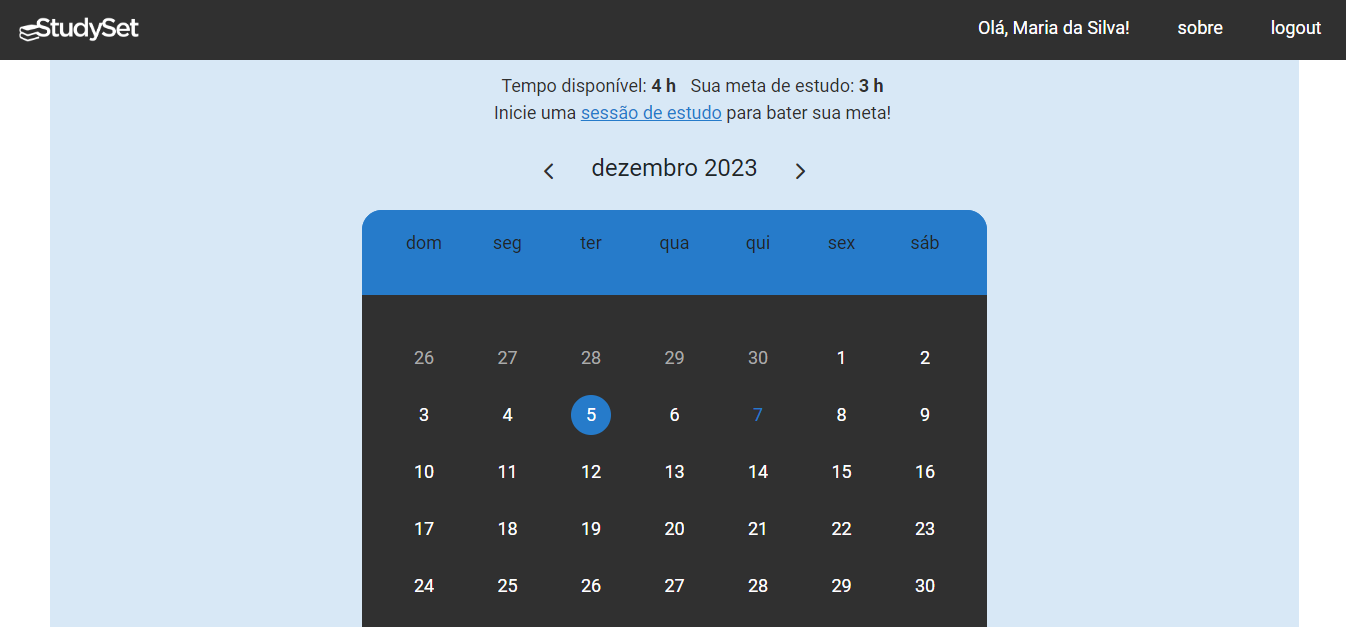 StudySet Olá, Maria da Silva! sobre logout
Tempo disponível: 4 h Sua meta de estudo: 3 h
Inicie uma sessão de estudo para bater sua meta!
dezembro 2023
dom seg ter qua qui sex sáb
26 27 28 29 30 1 2
3 4 5 6 7 8 9
10 11 12 13 14 15 16
17 18 19 20 21 22 23
24 25 26 27 28 29 30